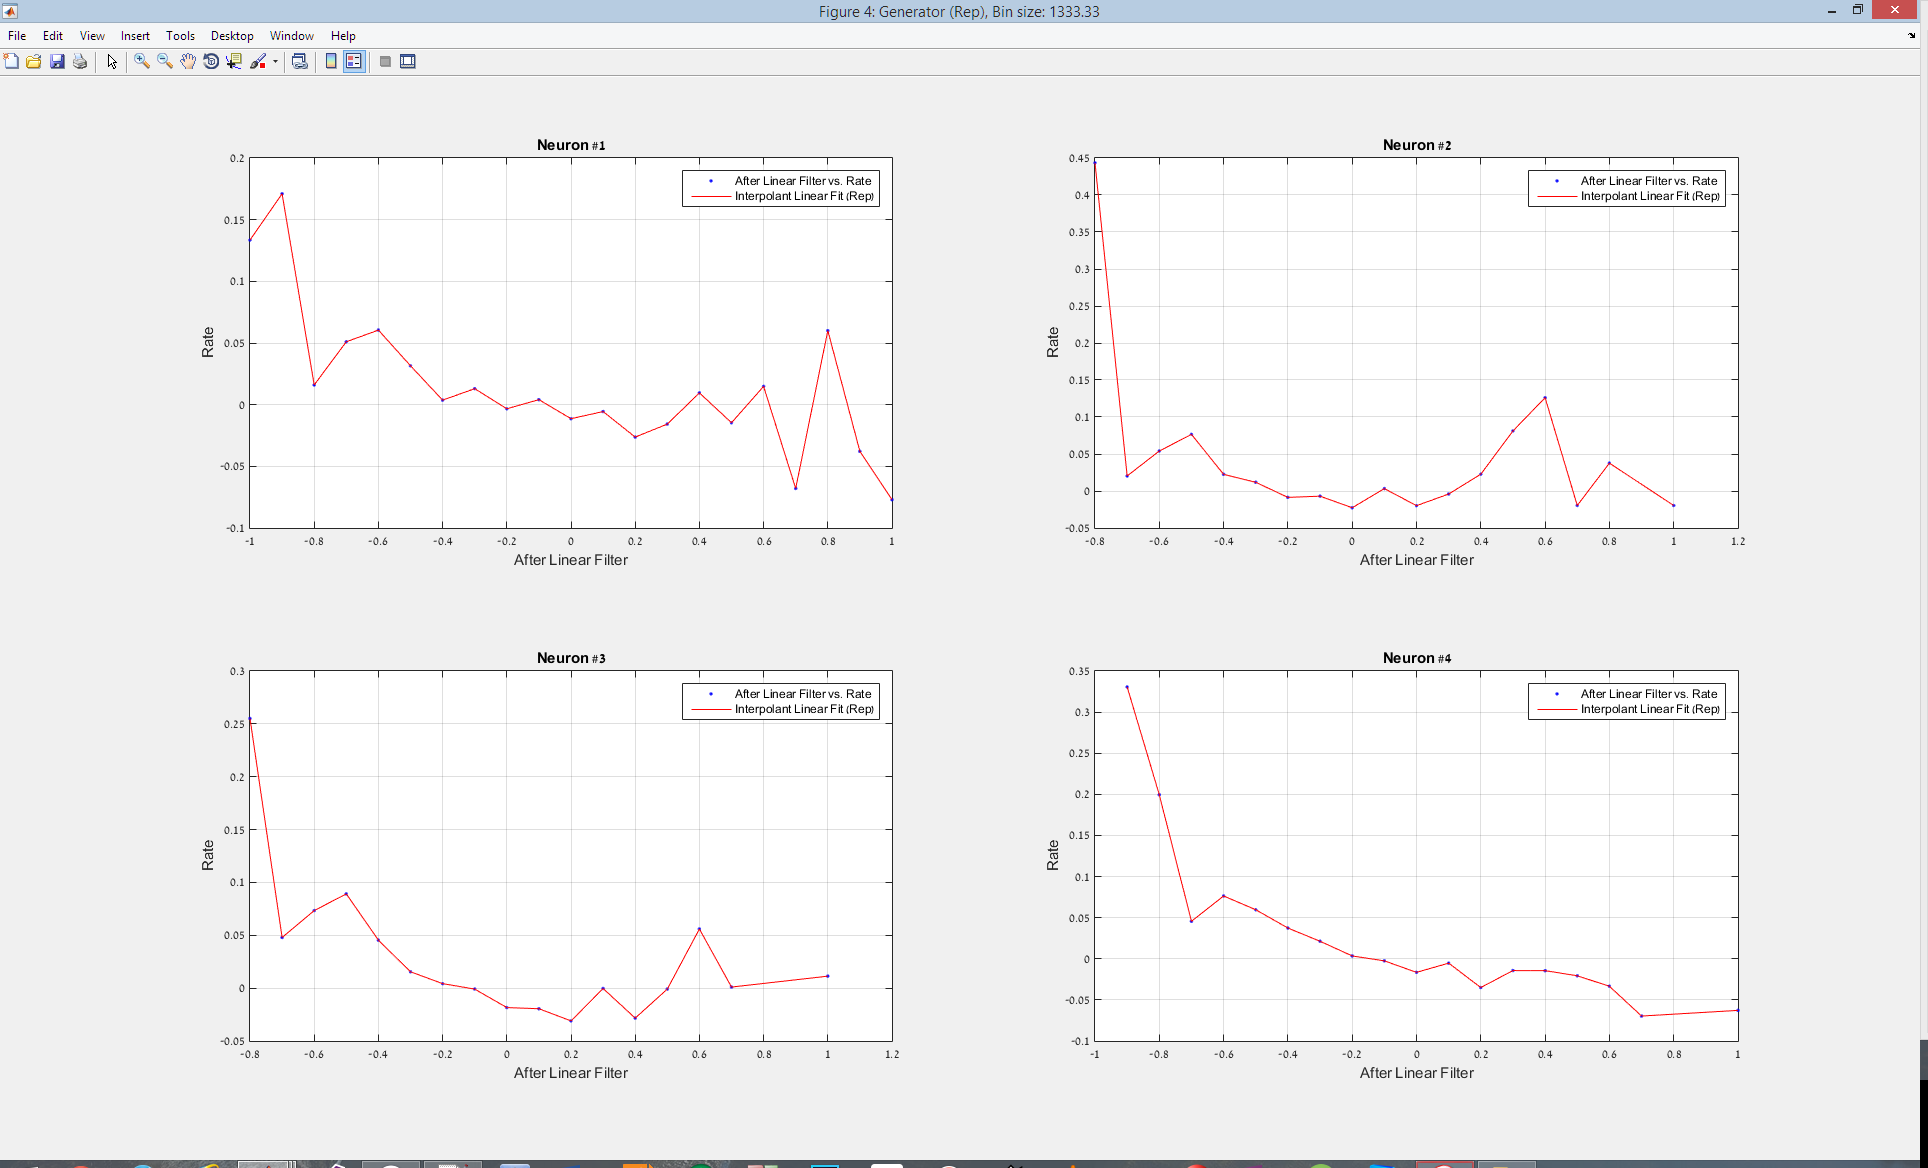 Figure 4: Generator (Rep), Bin size: 1333.33
File Edit View Insert Tools Desktop Window Help
Neuron #1
After Linear Filter vs. Rate
Interpolant Linear Fit (Rep)
0.2
0.15
0.1
0.05
0
-0.05
-0.1
Rate
-1 -0.8 -0.6 -0.4 -0.2 0 0.2 0.4 0.6 0.8 1
After Linear Filter
Neuron #2
After Linear Filter vs. Rate
Interpolant Linear Fit (Rep)
0.45
0.4
0.35
0.3
0.25
0.2
0.15
0.1
0.05
0
-0.05
Rate
-0.8 -0.6 -0.4 -0.2 0 0.2 0.4 0.6 0.8 1 1.2
After Linear Filter
Neuron #3
After Linear Filter vs. Rate
Interpolant Linear Fit (Rep)
0.3
0.25
0.2
0.15
0.1
0.05
0
-0.05
Rate
-0.8 -0.6 -0.4 -0.2 0 0.2 0.4 0.6 0.8 1 1.2
After Linear Filter
Neuron #4
After Linear Filter vs. Rate
Interpolant Linear Fit (Rep)
0.35
0.3
0.25
0.2
0.15
0.1
0.05
0
-0.05
-0.1
Rate
-1 -0.8 -0.6 -0.4 -0.2 0 0.2 0.4 0.6 0.8 1
After Linear Filter